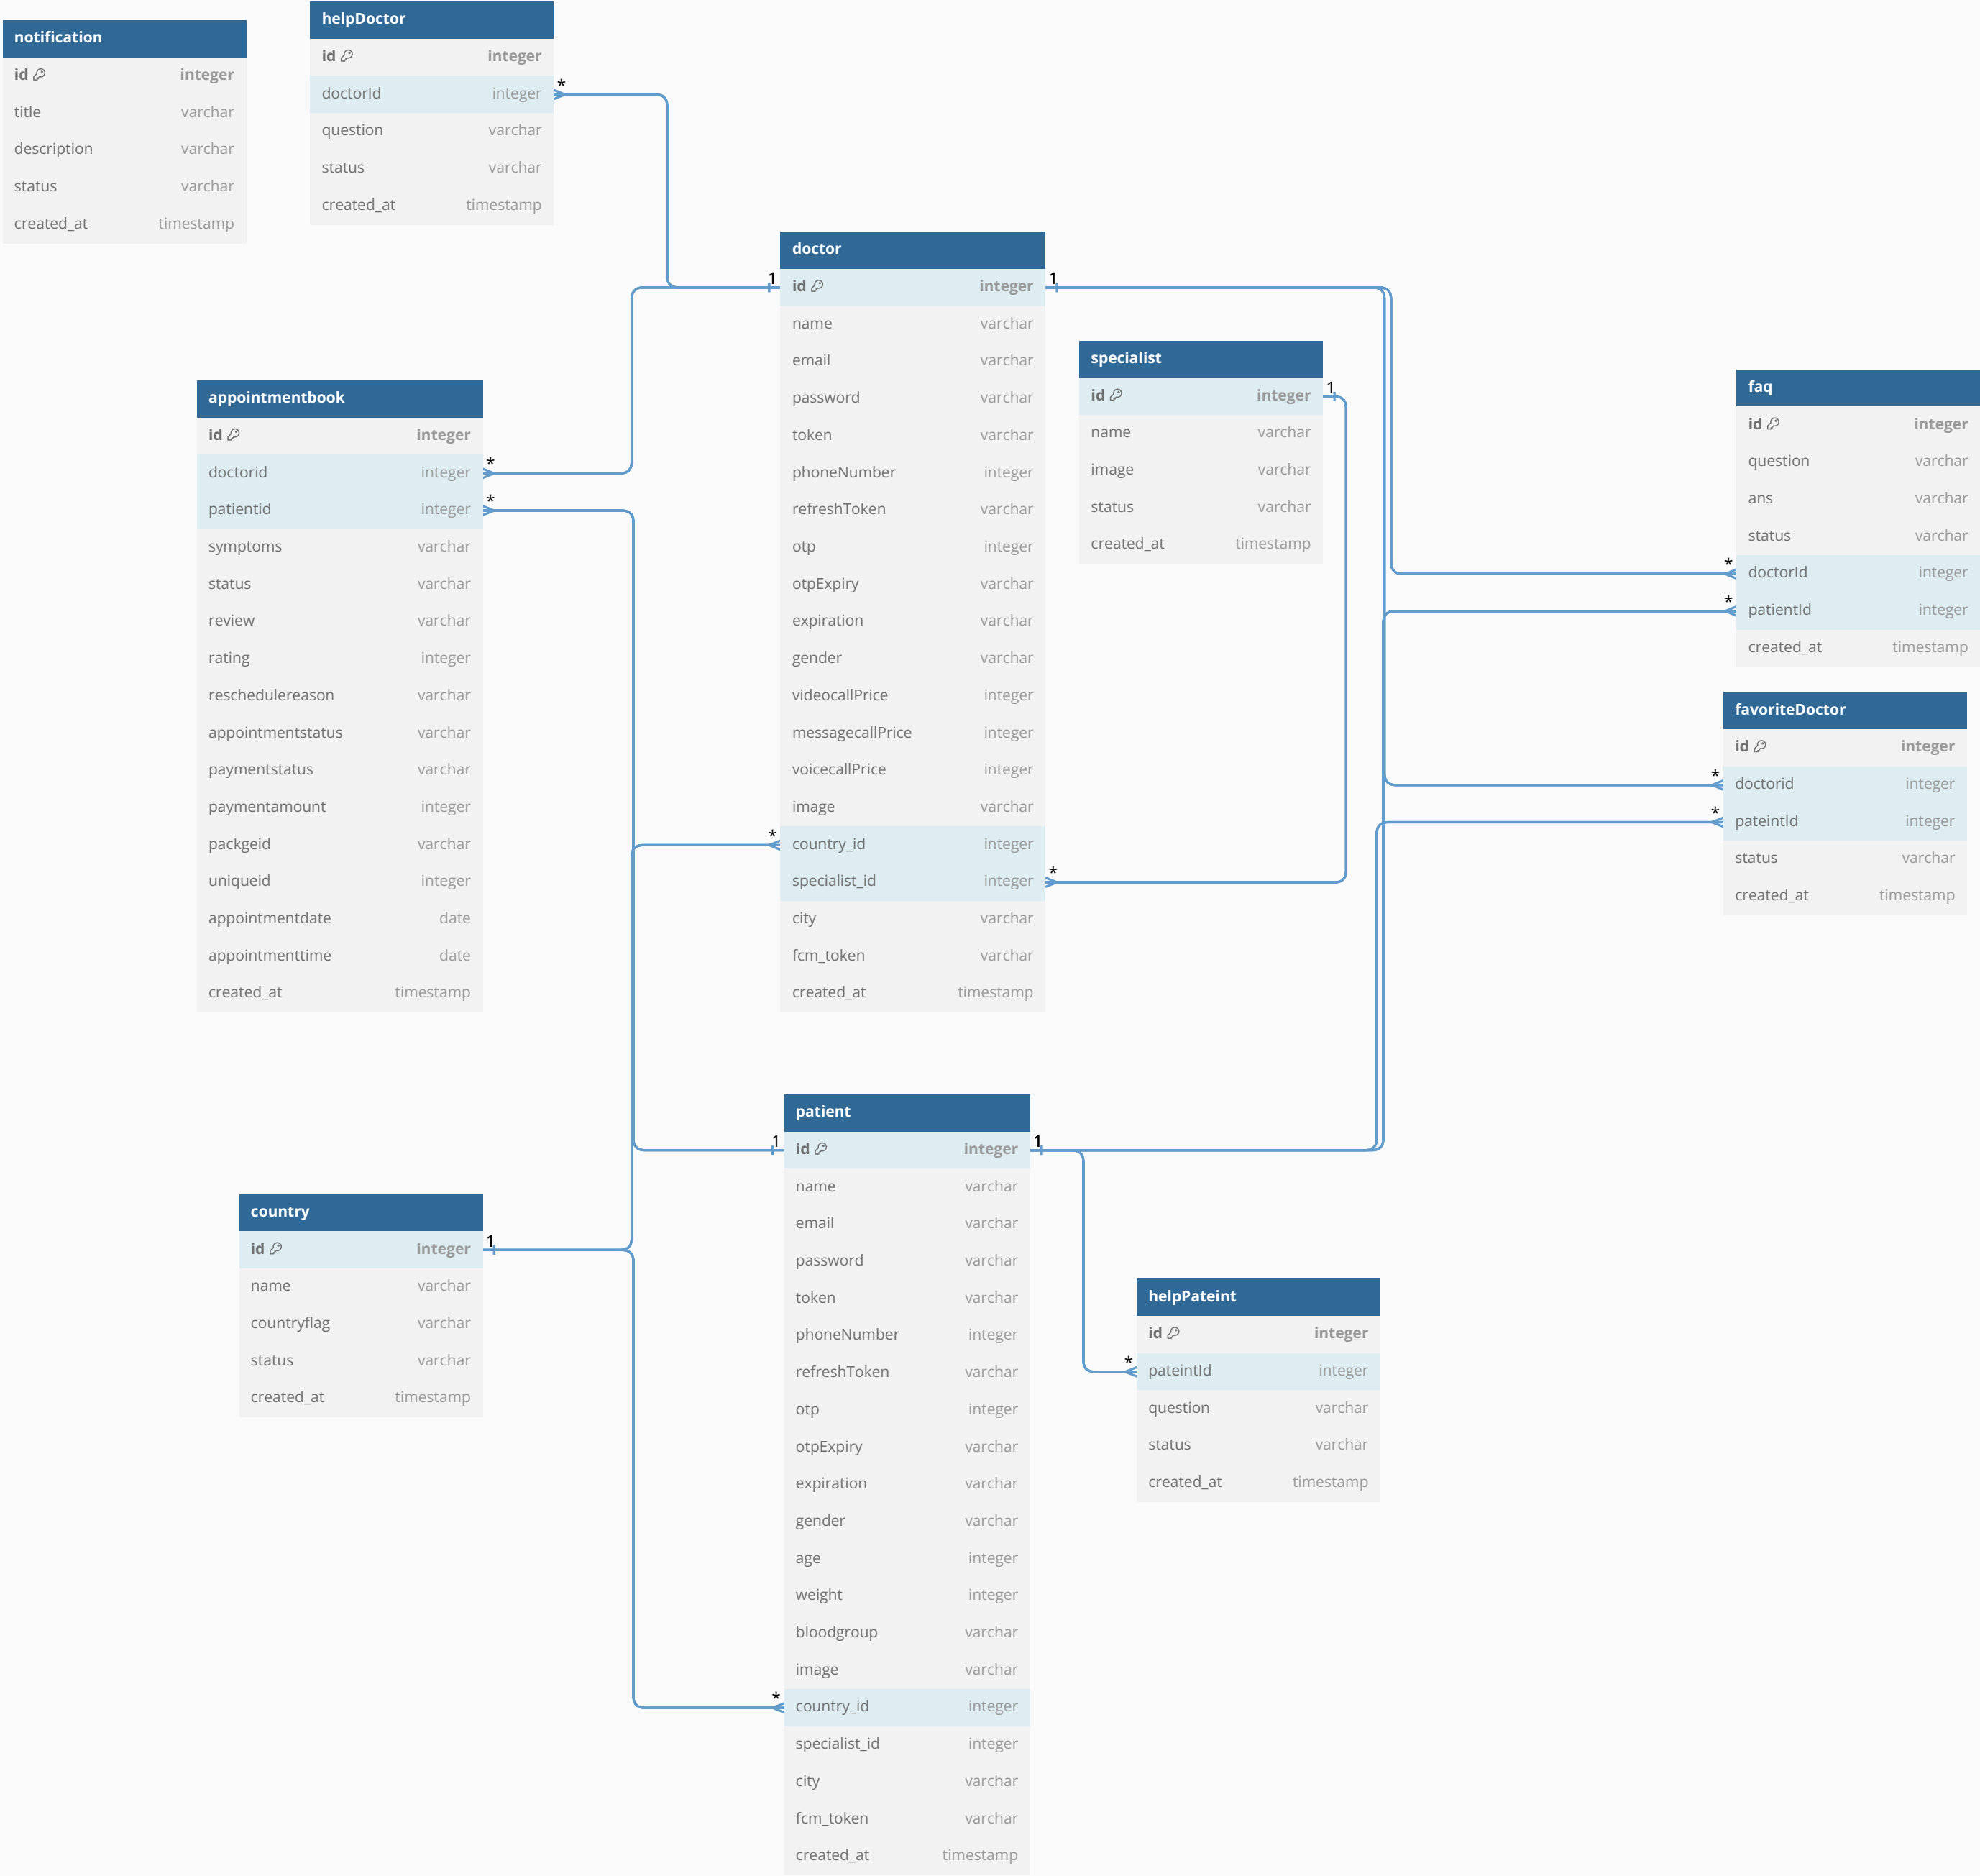 notification
id integer
title varchar
description varchar
status varchar
created_at timestamp
helpDoctor
id integer
doctorId integer *
question varchar
status varchar
created_at timestamp
doctor
1 id integer 1
name varchar
email varchar
password varchar
token varchar
phoneNumber integer
refreshToken varchar
otp integer
otpExpiry varchar
expiration varchar
gender varchar
videocallPrice integer
messagecallPrice integer
voicecallPrice integer
image varchar
* country_id integer
specialist_id integer *
city varchar
fcm_token varchar
created_at timestamp
specialist
id integer 1
name varchar
image varchar
status varchar
created_at timestamp
appointmentbook
id integer
doctorid integer *
patientid integer *
symptoms varchar
status varchar
review varchar
rating integer
reschedulereason varchar
appointmentstatus varchar
paymentstatus varchar
paymentamount integer
packgeid varchar
uniqueid integer
appointmentdate date
appointmenttime date
created_at timestamp
faq
id integer
question varchar
ans varchar
status varchar
* doctorId integer
* patientId integer
created_at timestamp
favoriteDoctor
id integer
* doctorid integer
* pateintId integer
status varchar
created_at timestamp
patient
1 id integer 1
name varchar
email varchar
password varchar
token varchar
phoneNumber integer
refreshToken varchar
otp integer
otpExpiry varchar
expiration varchar
gender varchar
age integer
weight integer
bloodgroup varchar
image varchar
* country_id integer
specialist_id integer
city varchar
fcm_token varchar
created_at timestamp
country
id integer 1
name varchar
countryflag varchar
status varchar
created_at timestamp
helpPateint
id integer
* pateintId integer
question varchar
status varchar
created_at timestamp